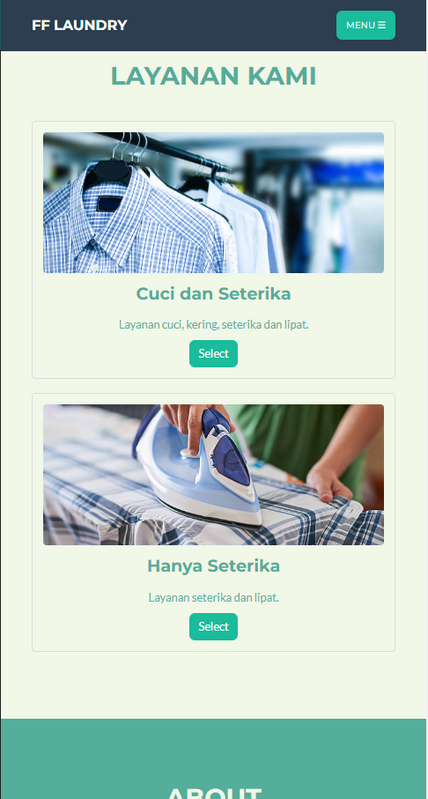 FF LAUNDRY
MENU ☰
LAYANAN KAMI
Cuci dan Seterika
Layanan cuci, kering, seterika dan lipat.
Select
Hanya Seterika
Layanan seterika dan lipat.
Select
ABOUT